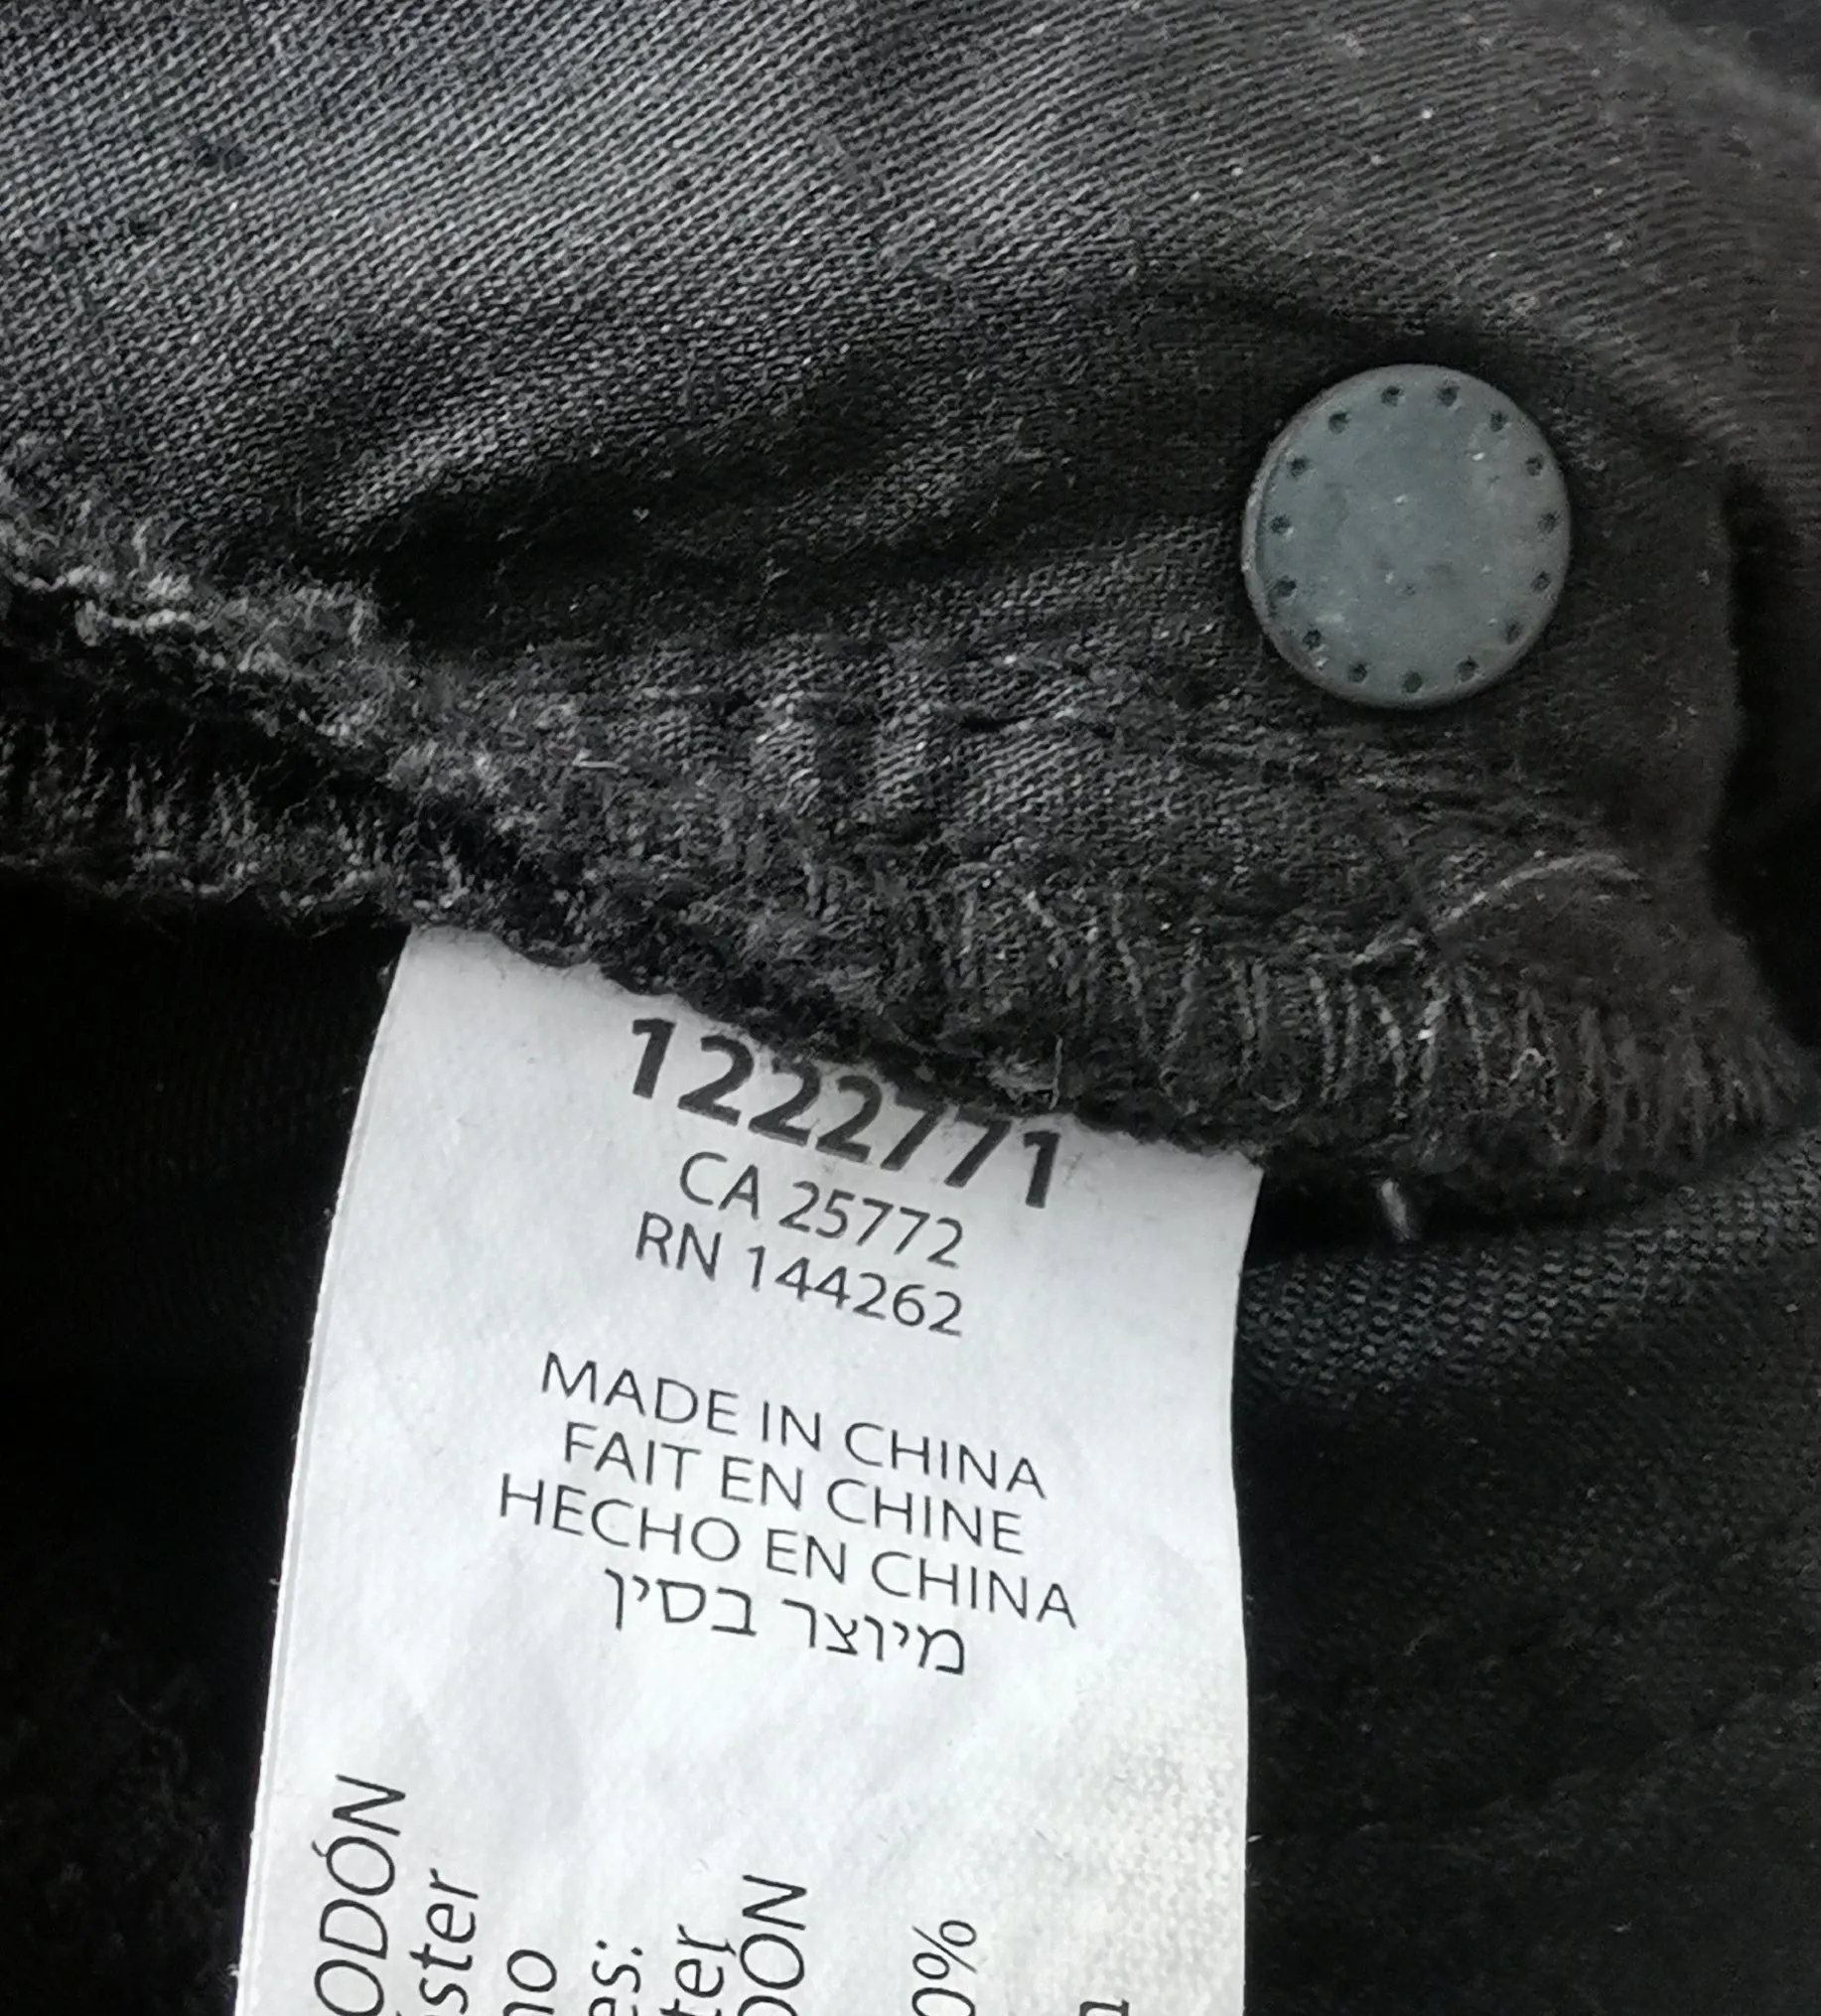 1222771
CA 25772
RN 144262
MADE IN CHINA
FAIT EN CHINE
HECHO EN CHINA
מיוצר בסין